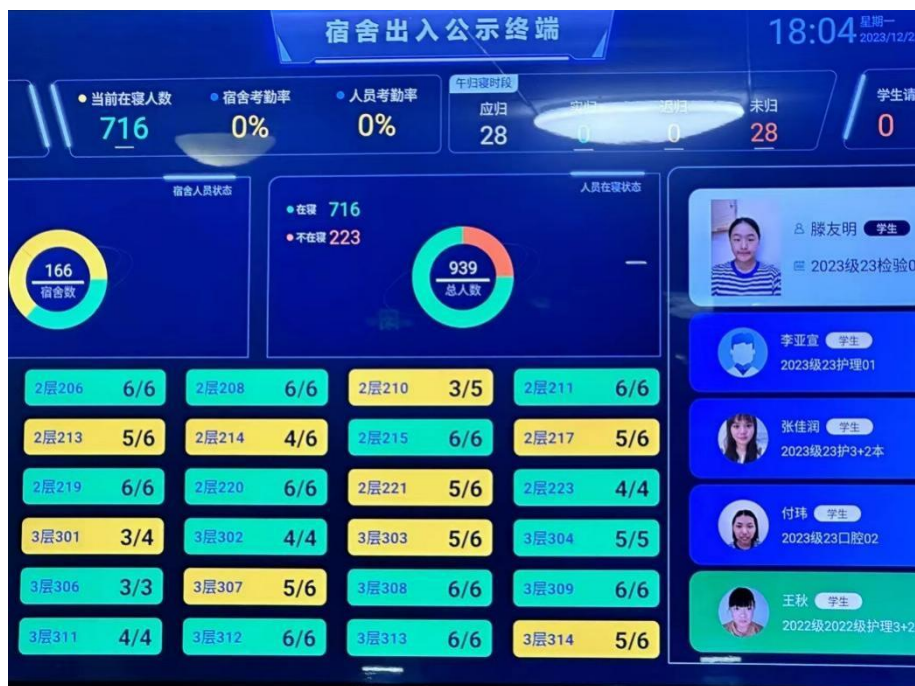 宿舍出入公示终端
18:04
星期一
2023/12/2
当前在寝人数
716
宿舍考勤率
0%
人员考勤率
0%
午归寝时段
应归
28
实归
0
迟归
0
未归
28
学生请
0
宿舍人员状态
166
宿舍数
人员在寝状态
在寝 716
不在寝 223
939
总人数
2层206 6/6
2层208 6/6
2层210 3/5
2层211 6/6
2层213 5/6
2层214 4/6
2层215 6/6
2层217 5/6
2层219 6/6
2层220 6/6
2层221 5/6
2层223 4/4
3层301 3/4
3层302 4/4
3层303 5/6
3层304 5/5
3层306 3/3
3层307 5/6
3层308 6/6
3层309 6/6
3层311 4/4
3层312 6/6
3层313 6/6
3层314 5/6
滕友明 学生
2023级23检验0
李亚宣 学生
2023级23护理01
张佳润 学生
2023级23护3+2本
付玮 学生
2023级23口腔02
王秋 学生
2022级2022级护理3+2